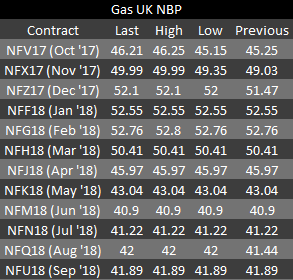 Gas UK NBP
Contract Last High Low Previous
NFV17 (Oct '17) 46.21 46.25 45.15 45.25
NFX17 (Nov '17) 49.99 49.99 49.35 49.03
NFZ17 (Dec '17) 52.1 52.1 52 51.47
NFF18 (Jan '18) 52.55 52.55 52.55 52.55
NFG18 (Feb '18) 52.76 52.8 52.76 52.76
NFH18 (Mar '18) 50.41 50.41 50.41 50.41
NFJ18 (Apr '18) 45.97 45.97 45.97 45.97
NFK18 (May '18) 43.04 43.04 43.04 43.04
NFM18 (Jun '18) 40.9 40.9 40.9 40.9
NFN18 (Jul '18) 41.22 41.22 41.22 41.22
NFQ18 (Aug '18) 42 42 42 41.44
NFU18 (Sep '18) 41.89 41.89 41.89 41.89